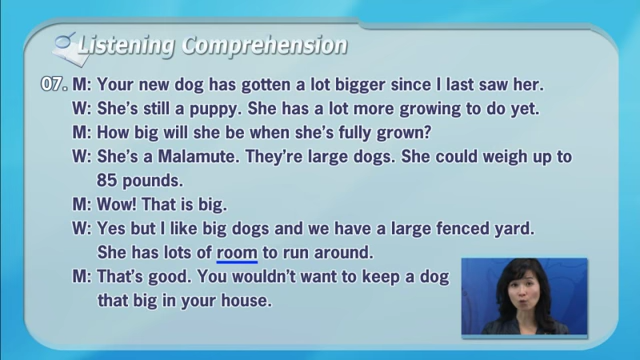 Listening Comprehension
07. M: Your new dog has gotten a lot bigger since I last saw her.
W: She's still a puppy. She has a lot more growing to do yet.
M: How big will she be when she's fully grown?
W: She's a Malamute. They're large dogs. She could weigh up to
85 pounds.
M: Wow! That is big.
W: Yes but I like big dogs and we have a large fenced yard.
She has lots of room to run around.
M: That's good. You wouldn't want to keep a dog
that big in your house.